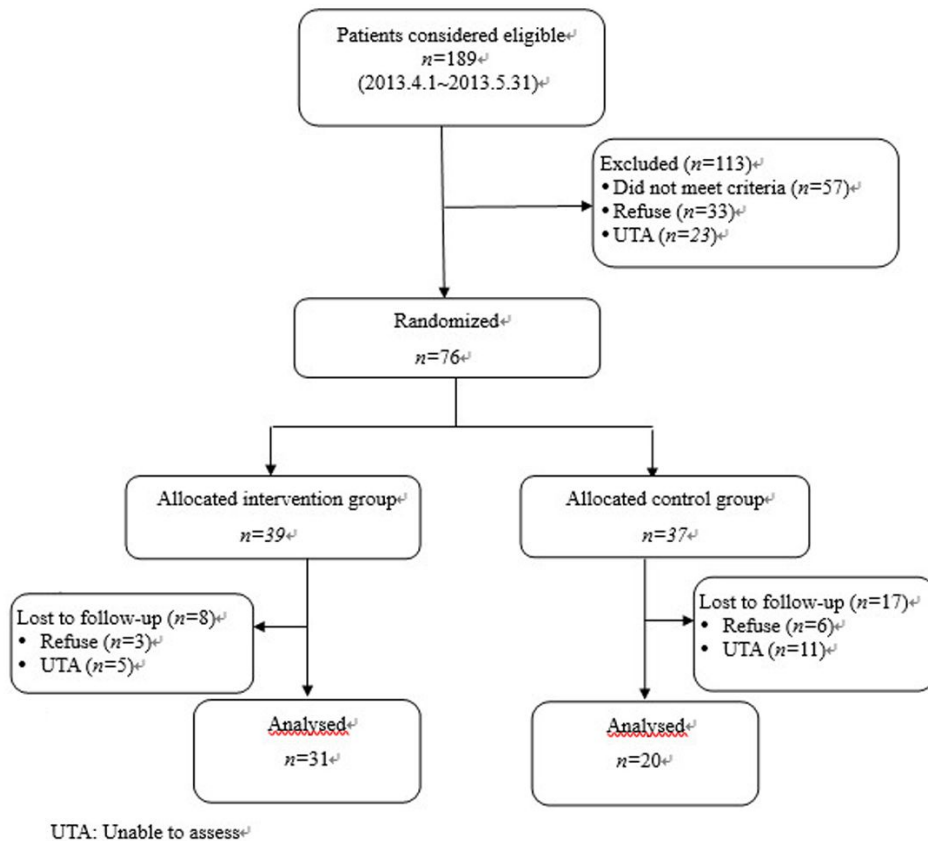 Patients considered eligible↵
n=189
(2013.4.1~2013.5.31)↵
Excluded (n=113)↵
• Did not meet criteria (n=57)↵
• Refuse (n=33)↵
• UTA (n=23)↵
Randomized↵
n=76↵
Allocated intervention group↵
n=39↵
Allocated control group↵
n=37↵
Lost to follow-up (n=8)↵
• Refuse (n=3)↵
• UTA (n=5)↵
Lost to follow-up (n=17)↵
• Refuse (n=6)↵
• UTA (n=11)↵
Analysed↵
n=31↵
Analysed↵
n=20↵
UTA: Unable to assess↵